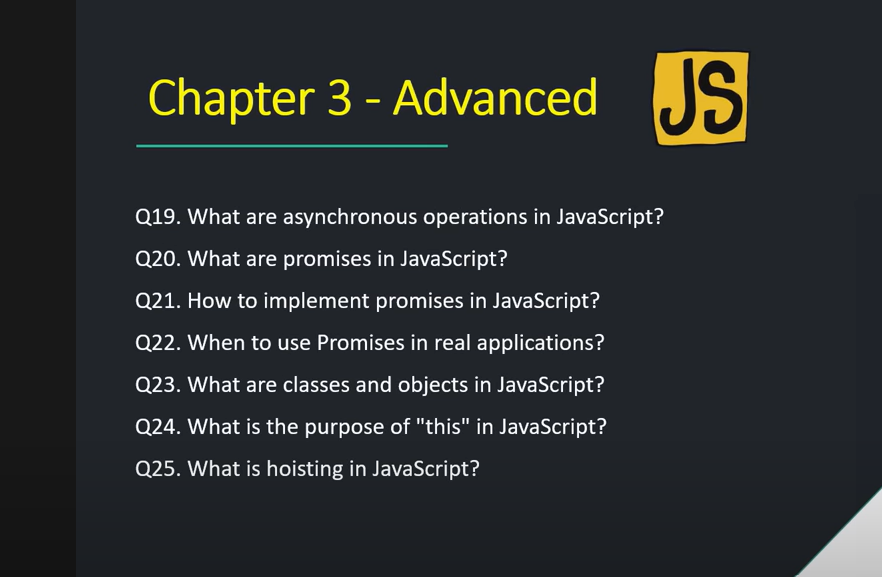 Chapter 3 - Advanced
JS
Q19. What are asynchronous operations in JavaScript?
Q20. What are promises in JavaScript?
Q21. How to implement promises in JavaScript?
Q22. When to use Promises in real applications?
Q23. What are classes and objects in JavaScript?
Q24. What is the purpose of "this" in JavaScript?
Q25. What is hoisting in JavaScript?